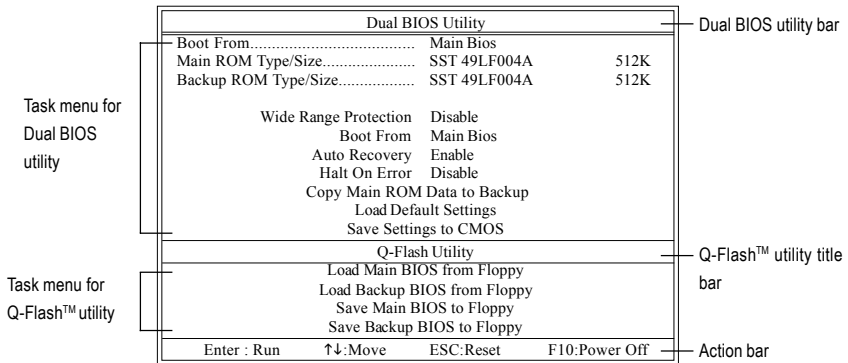 Dual BIOS Utility
Dual BIOS utility bar
Boot From...................................... Main Bios
Main ROM Type/Size...................... SST 49LF004A 512K
Backup ROM Type/Size.................. SST 49LF004A 512K
Task menu for
Dual BIOS
utility
Wide Range Protection Disable
Boot From Main Bios
Auto Recovery Enable
Halt On Error Disable
Copy Main ROM Data to Backup
Load Default Settings
Save Settings to CMOS
Q-Flash Utility
Q-Flash™ utility title
bar
Task menu for
Q-Flash™ utility
Load Main BIOS from Floppy
Load Backup BIOS from Floppy
Save Main BIOS to Floppy
Save Backup BIOS to Floppy
Enter : Run ↑↓:Move ESC:Reset F10:Power Off
Action bar